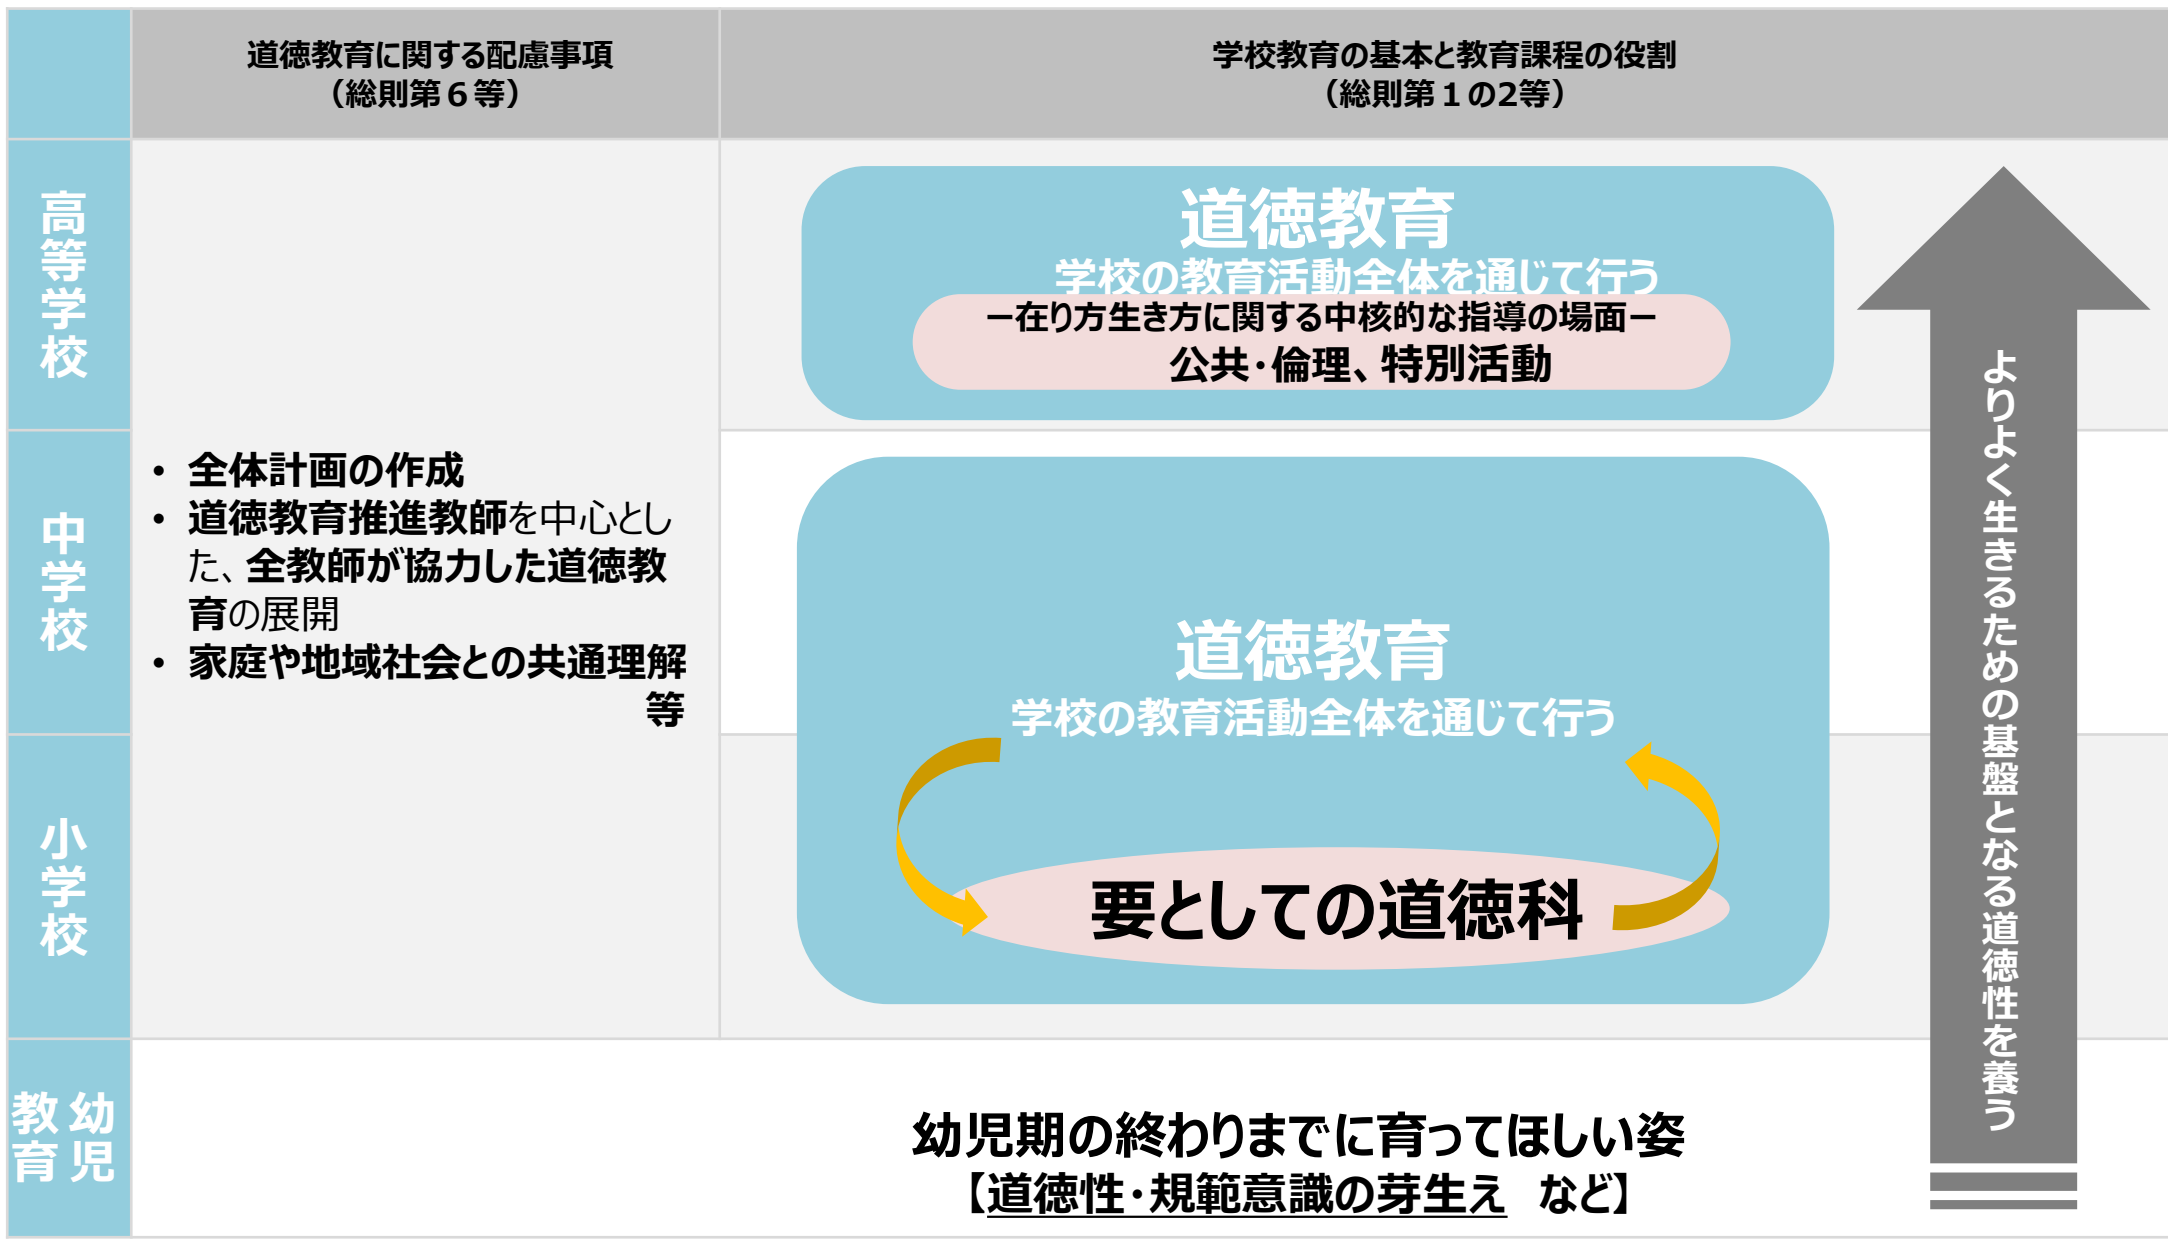 道徳教育に関する配慮事項
（総則第６等）
学校教育の基本と教育課程の役割
（総則第１の2等）
高等学校
道徳教育
学校の教育活動全体を通じて行う
ー在り方生き方に関する中核的な指導の場面ー
公共・倫理、特別活動
中学校
• 全体計画の作成
• 道徳教育推進教師を中心とし
た、全教師が協力した道徳教
育の展開
• 家庭や地域社会との共通理解
等
道徳教育
学校の教育活動全体を通じて行う
小学校
要としての道徳科
よりよく生きるための基盤となる道徳性を養う
幼児
教育
幼児期の終わりまでに育ってほしい姿
【道徳性・規範意識の芽生え　など】